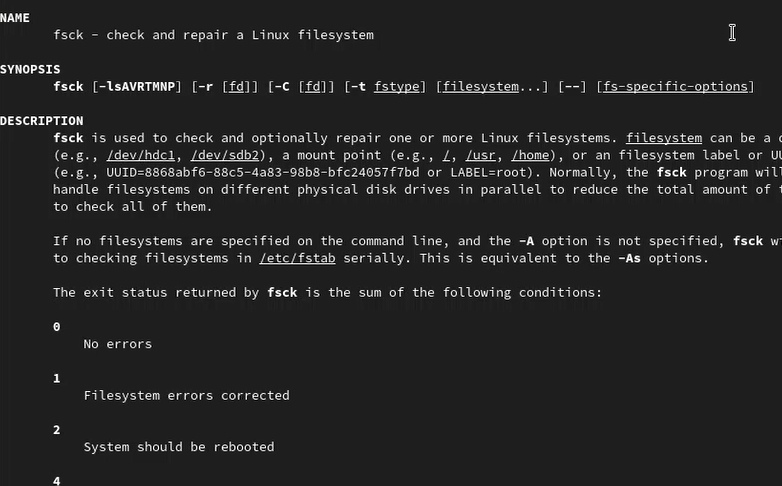 NAME
fsck - check and repair a Linux filesystem
SYNOPSIS
fsck [-lsAVRTMNP] [-r [fd]] [-C [fd]] [-t fstype] [filesystem...] [--] [fs-specific-options]
DESCRIPTION
fsck is used to check and optionally repair one or more Linux filesystems. filesystem can be a
(e.g., /dev/hdc1, /dev/sdb2), a mount point (e.g., /, /usr, /home), or an filesystem label or
(e.g., UUID=8868abf6-88c5-4a83-98b8-bfc24057f7bd or LABEL=root). Normally, the fsck program will
handle filesystems on different physical disk drives in parallel to reduce the total amount of
to check all of them.
If no filesystems are specified on the command line, and the -A option is not specified, fsck
to checking filesystems in /etc/fstab serially. This is equivalent to the -As options.
The exit status returned by fsck is the sum of the following conditions:
0
No errors
1
Filesystem errors corrected
2
System should be rebooted
4